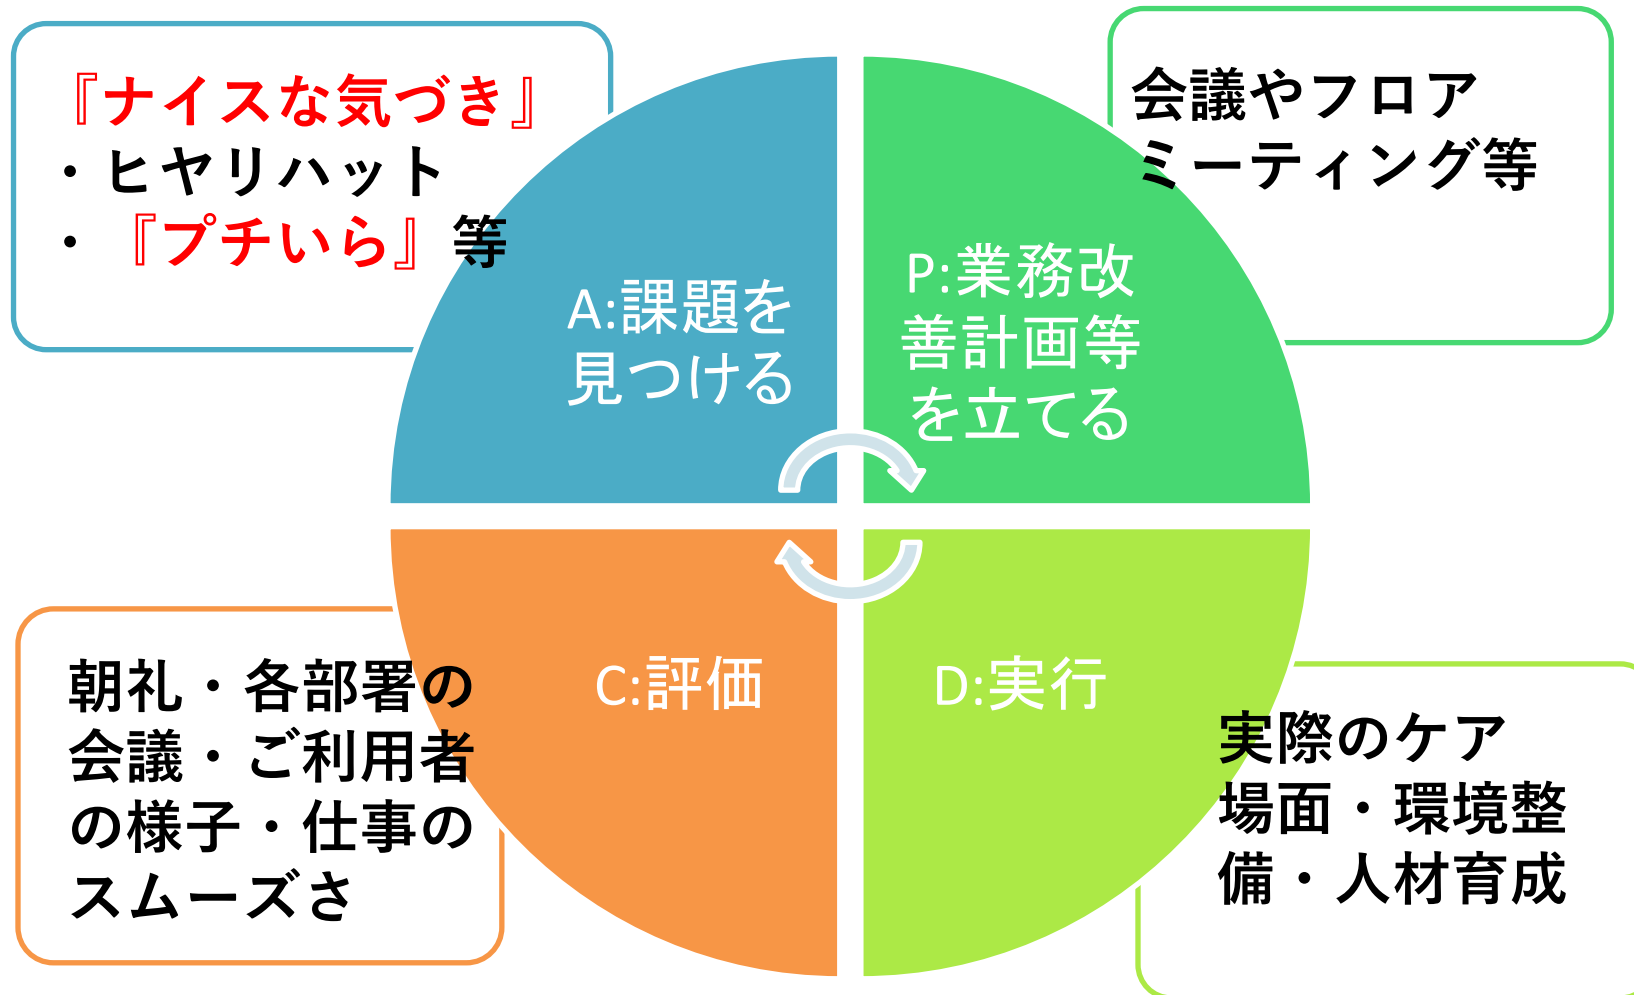 『ナイスな気づき』
・ヒヤリハット
・『プチいら』等
会議やフロア
ミーティング等
A:課題を
見つける
P:業務改
善計画等
を立てる
C:評価
D:実行
朝礼・各部署の
会議・ご利用者
の様子・仕事の
スムーズさ
実際のケア
場面・環境整
備・人材育成